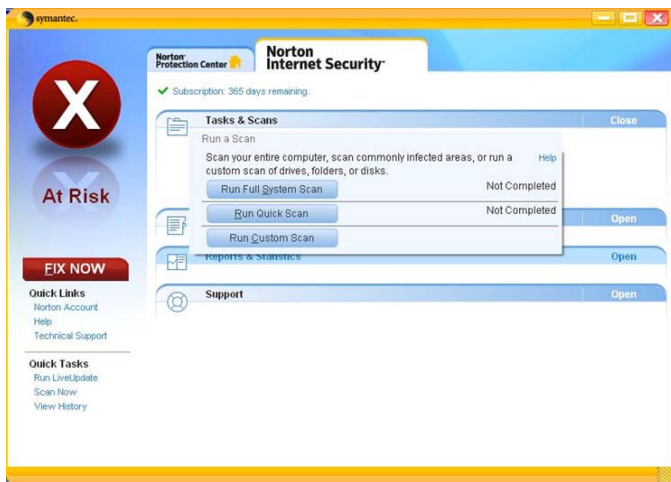 symantec.
Norton
Protection Center
Norton
Internet Security
Subscription: 365 days remaining.
Tasks & Scans
Close
Run a Scan
Scan your entire computer, scan commonly infected areas, or run a
custom scan of drives, folders, or disks.
Help
Run Full System Scan
Not Completed
Run Quick Scan
Not Completed
Open
Run Custom Scan
Reports & Statistics
Open
Support
Open
X
At Risk
FIX NOW
Quick Links
Norton Account
Help
Technical Support
Quick Tasks
Run LiveUpdate
Scan Now
View History